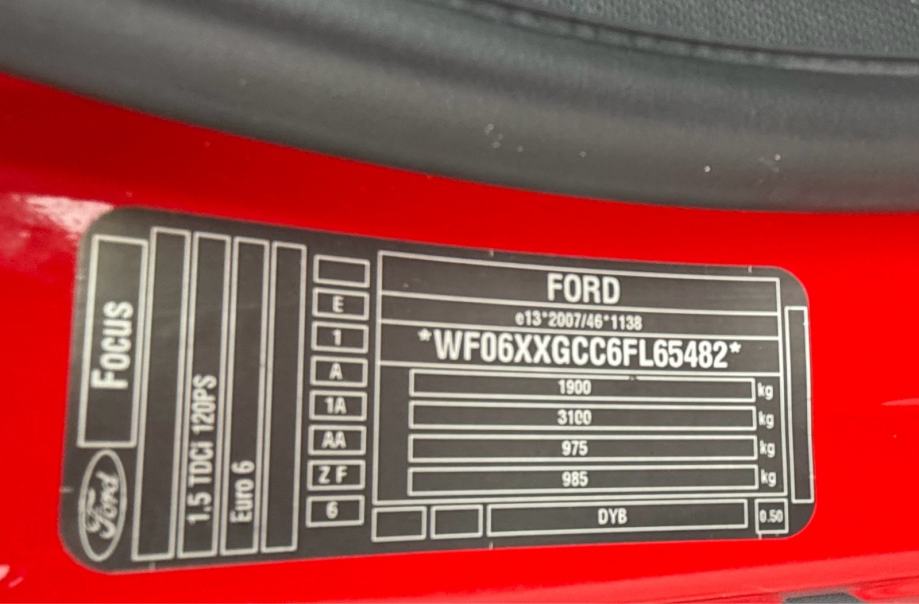 Focus
Ford
1.5 TDCi 120PS
Euro 6
E
1
A
1A
AA
Z F
6
FORD
e13*2007/46*1138
*WF06XXGCC6FL65482*
1900 kg
3100 kg
975 kg
985 kg
DYB
0.50